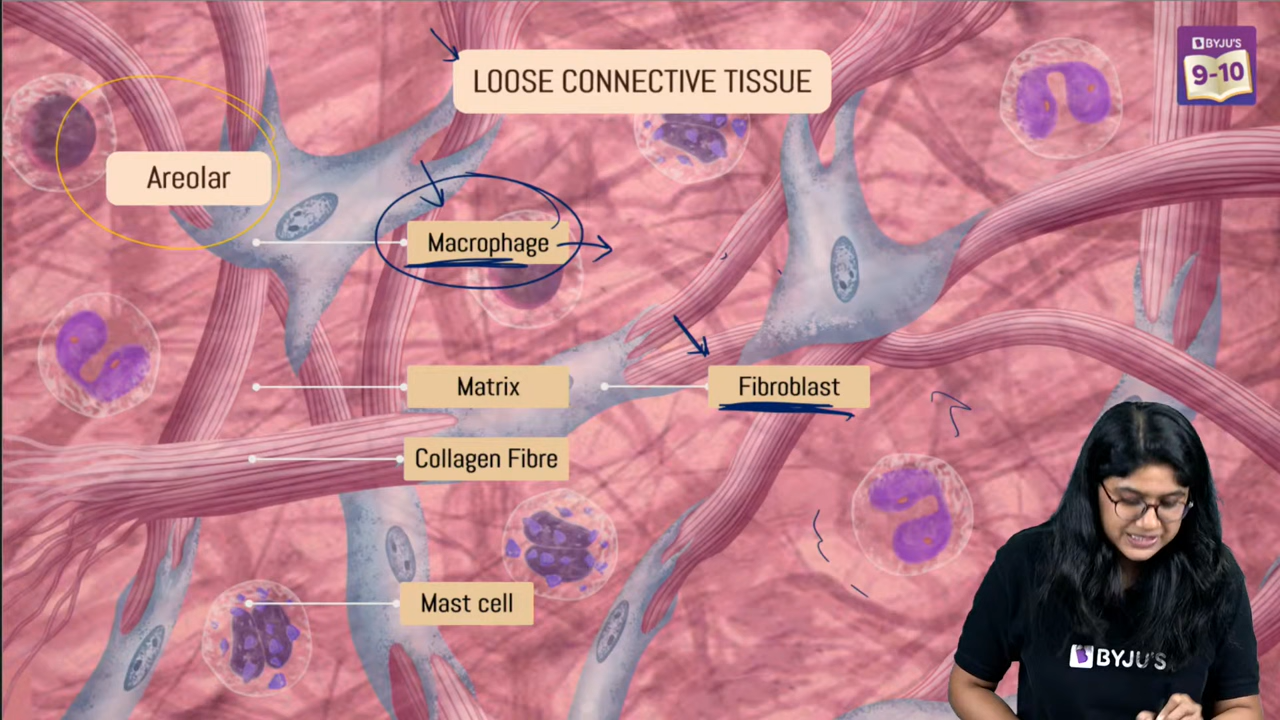 LOOSE CONNECTIVE TISSUE
BYJU'S
9-10
Areolar
Macrophage
Matrix
Fibroblast
Collagen Fibre
Mast cell
BYJU'S